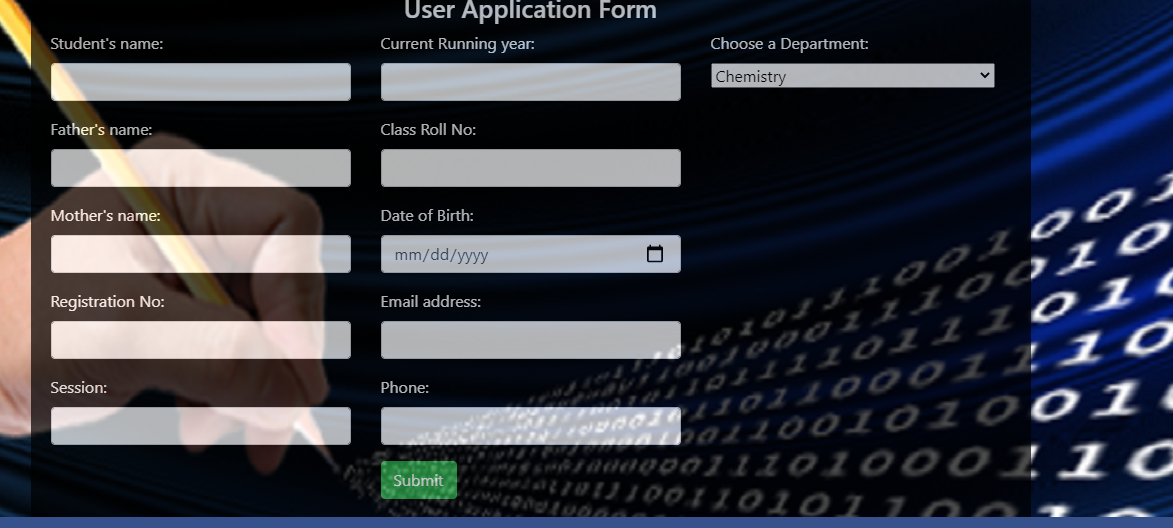 User Application Form
Student's name:
Current Running year:
Choose a Department:
Chemistry
Father's name:
Class Roll No:
Mother's name:
Date of Birth:
mm/dd/yyyy
Registration No:
Email address:
Session:
Phone:
Submit